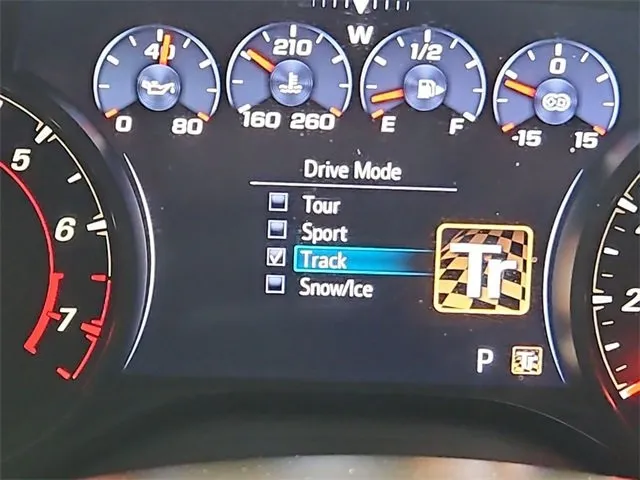 W
40
0 80
210
160 260
1/2
E F
0
-15 15
5
6
7
Drive Mode
Tour
Sport
Track
Snow/Ice
Tr
P Tr
2